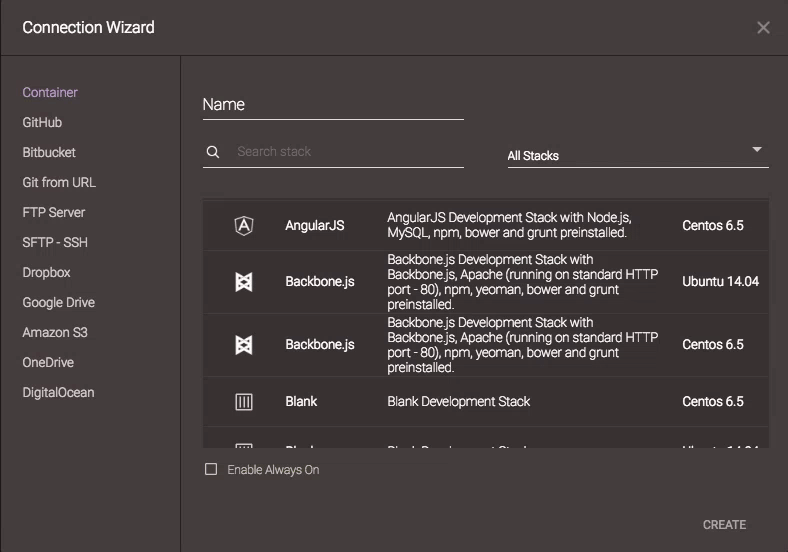 Connection Wizard
Container
GitHub
Bitbucket
Git from URL
FTP Server
SFTP - SSH
Dropbox
Google Drive
Amazon S3
OneDrive
DigitalOcean
Name
Search stack
All Stacks
AngularJS
AngularJS Development Stack with Node.js,
MySQL, npm, bower and grunt preinstalled.
Centos 6.5
Backbone.js
Backbone.js Development Stack with
Backbone.js, Apache (running on standard HTTP
port - 80), npm, yeoman, bower and grunt
preinstalled.
Ubuntu 14.04
Backbone.js
Backbone.js Development Stack with
Backbone.js, Apache (running on standard HTTP
port - 80), npm, yeoman, bower and grunt
preinstalled.
Centos 6.5
Blank
Blank Development Stack
Centos 6.5
Enable Always On
CREATE